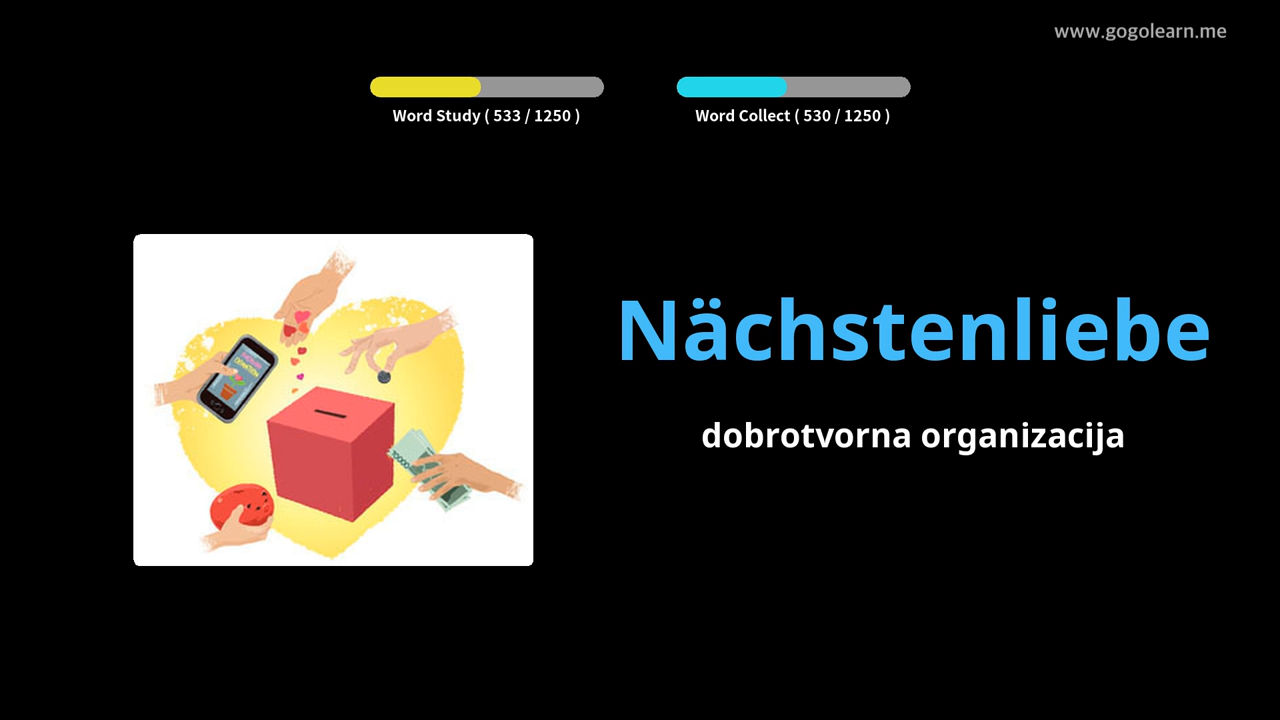 www.gogolearn.me
Word Study ( 533 / 1250 )
Word Collect ( 530 / 1250 )
Nächstenliebe
dobrotvorna organizacija